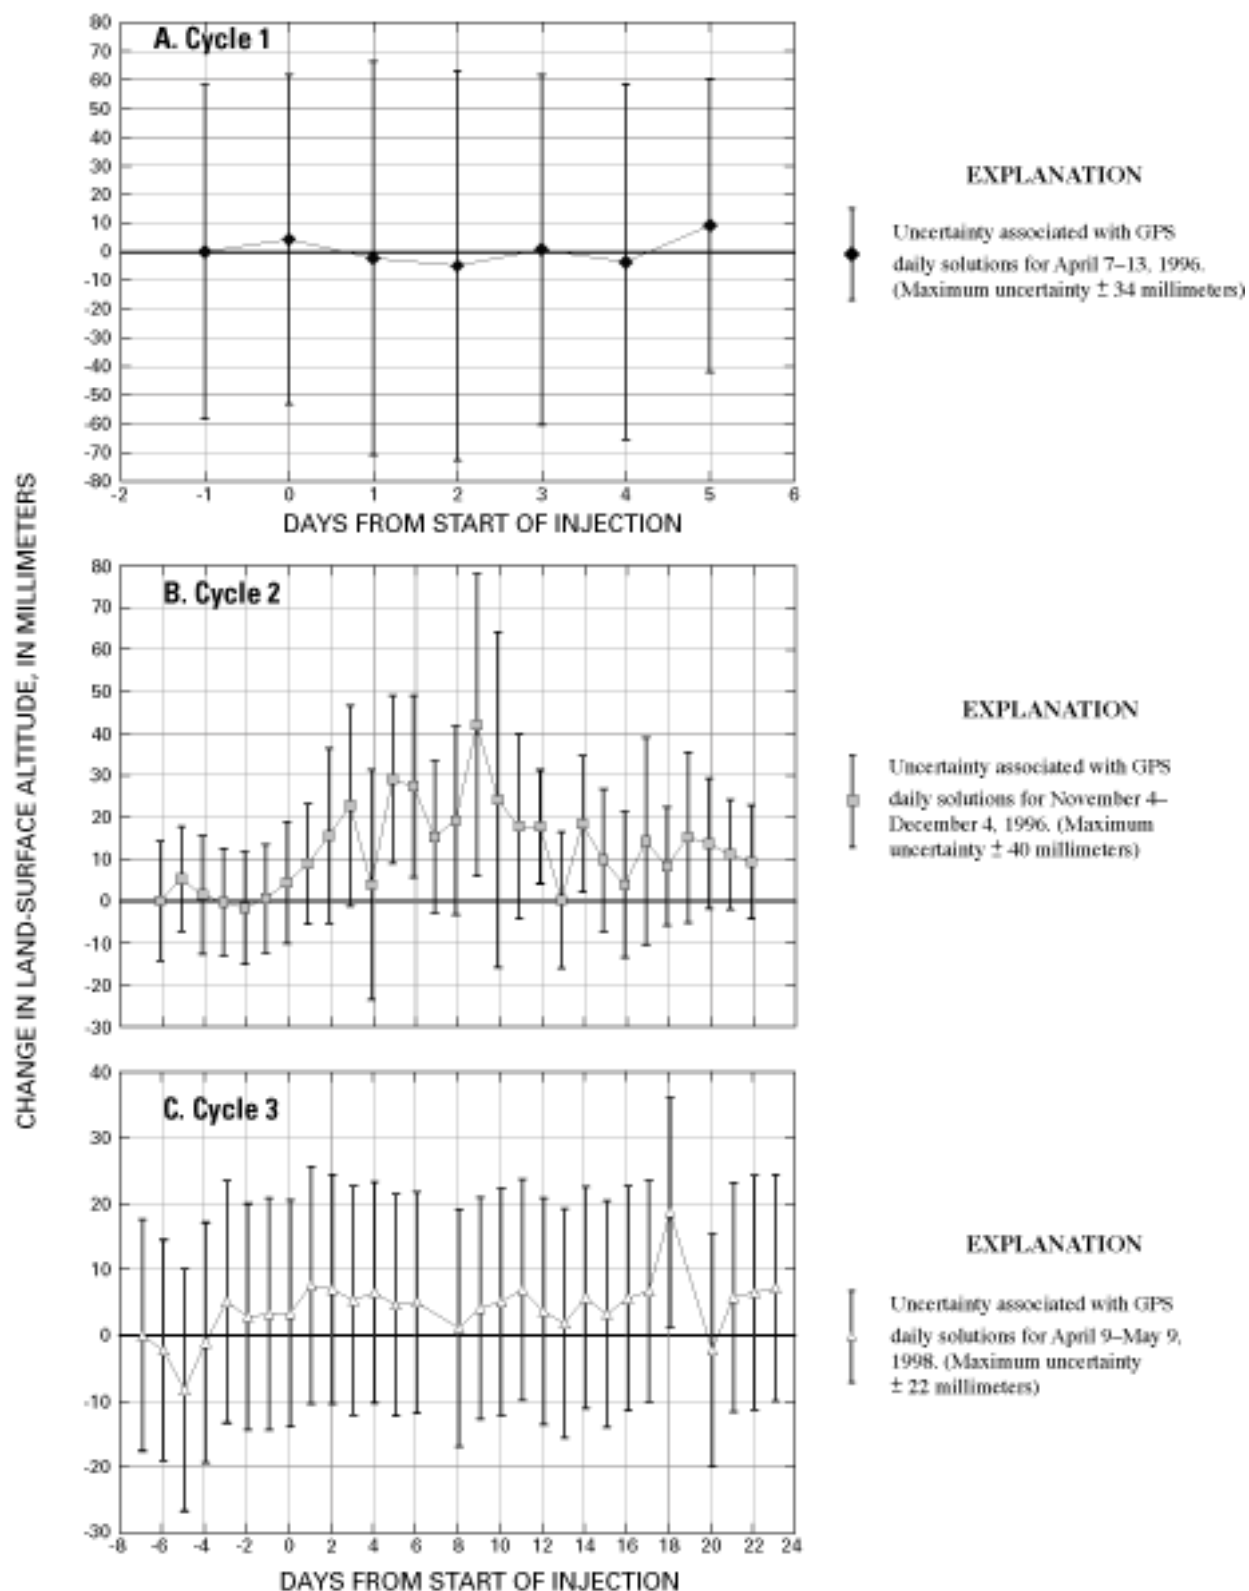 CHANGE IN LAND-SURFACE ALTITUDE, IN MILLIMETERS
A. Cycle 1
80
70
60
50
40
30
20
10
0
-10
-20
-30
-40
-50
-60
-70
-80
-2 -1 0 1 2 3 4 5 6
DAYS FROM START OF INJECTION
EXPLANATION
Uncertainty associated with GPS
daily solutions for April 7–13, 1996.
(Maximum uncertainty ± 34 millimeters)
B. Cycle 2
80
70
60
50
40
30
20
10
0
-10
-20
-30
EXPLANATION
Uncertainty associated with GPS
daily solutions for November 4–
December 4, 1996. (Maximum
uncertainty ± 40 millimeters)
C. Cycle 3
40
30
20
10
0
-10
-20
-30
-8 -6 -4 -2 0 2 4 6 8 10 12 14 16 18 20 22 24
DAYS FROM START OF INJECTION
EXPLANATION
Uncertainty associated with GPS
daily solutions for April 9–May 9,
1998. (Maximum uncertainty
± 22 millimeters)